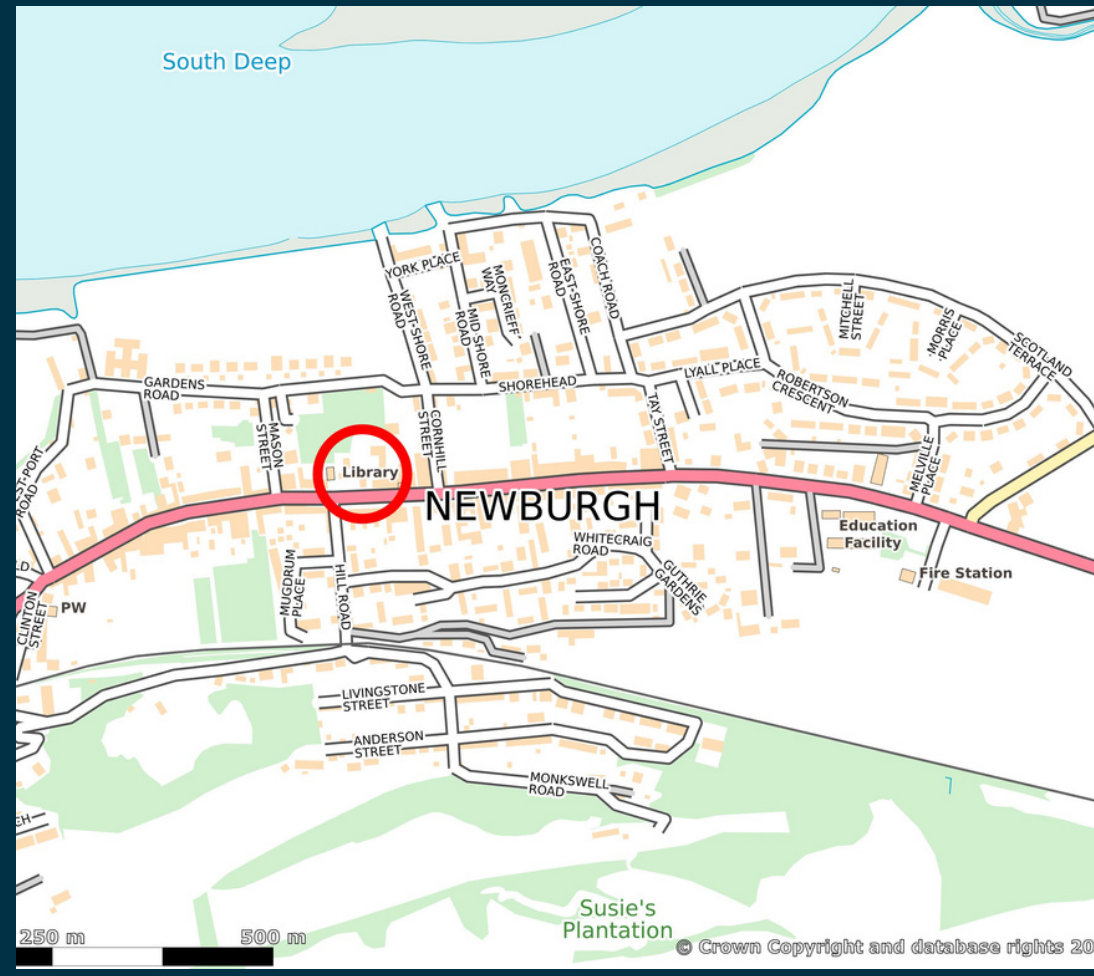 South Deep
YORK PLACE
WEST-SHORE
ROAD
MID SHORE
ROAD
MONCRIEFF
WAY
EAST-SHORE
ROAD
COACH ROAD
MITCHELL
STREET
MORRIS
PLACE
SCOTLAND
TERRACE
GARDENS
ROAD
SHOREHEAD
LYALL PLACE
ROBERTSON
CRESCENT
MASON
STREET
CORNHILL
STREET
TAY STREET
MELVILLE
PLACE
Library
NEWBURGH
ROAD
WHITECRAIG
ROAD
GUTHRIE
GARDENS
Education
Facility
Fire Station
MUGDRUM
PLACE
HILL ROAD
CLINTON
STREET
PW
LIVINGSTONE
STREET
ANDERSON
STREET
MONKSWELL
ROAD
Susie's
Plantation
250 m
500 m
© Crown Copyright and database rights 20